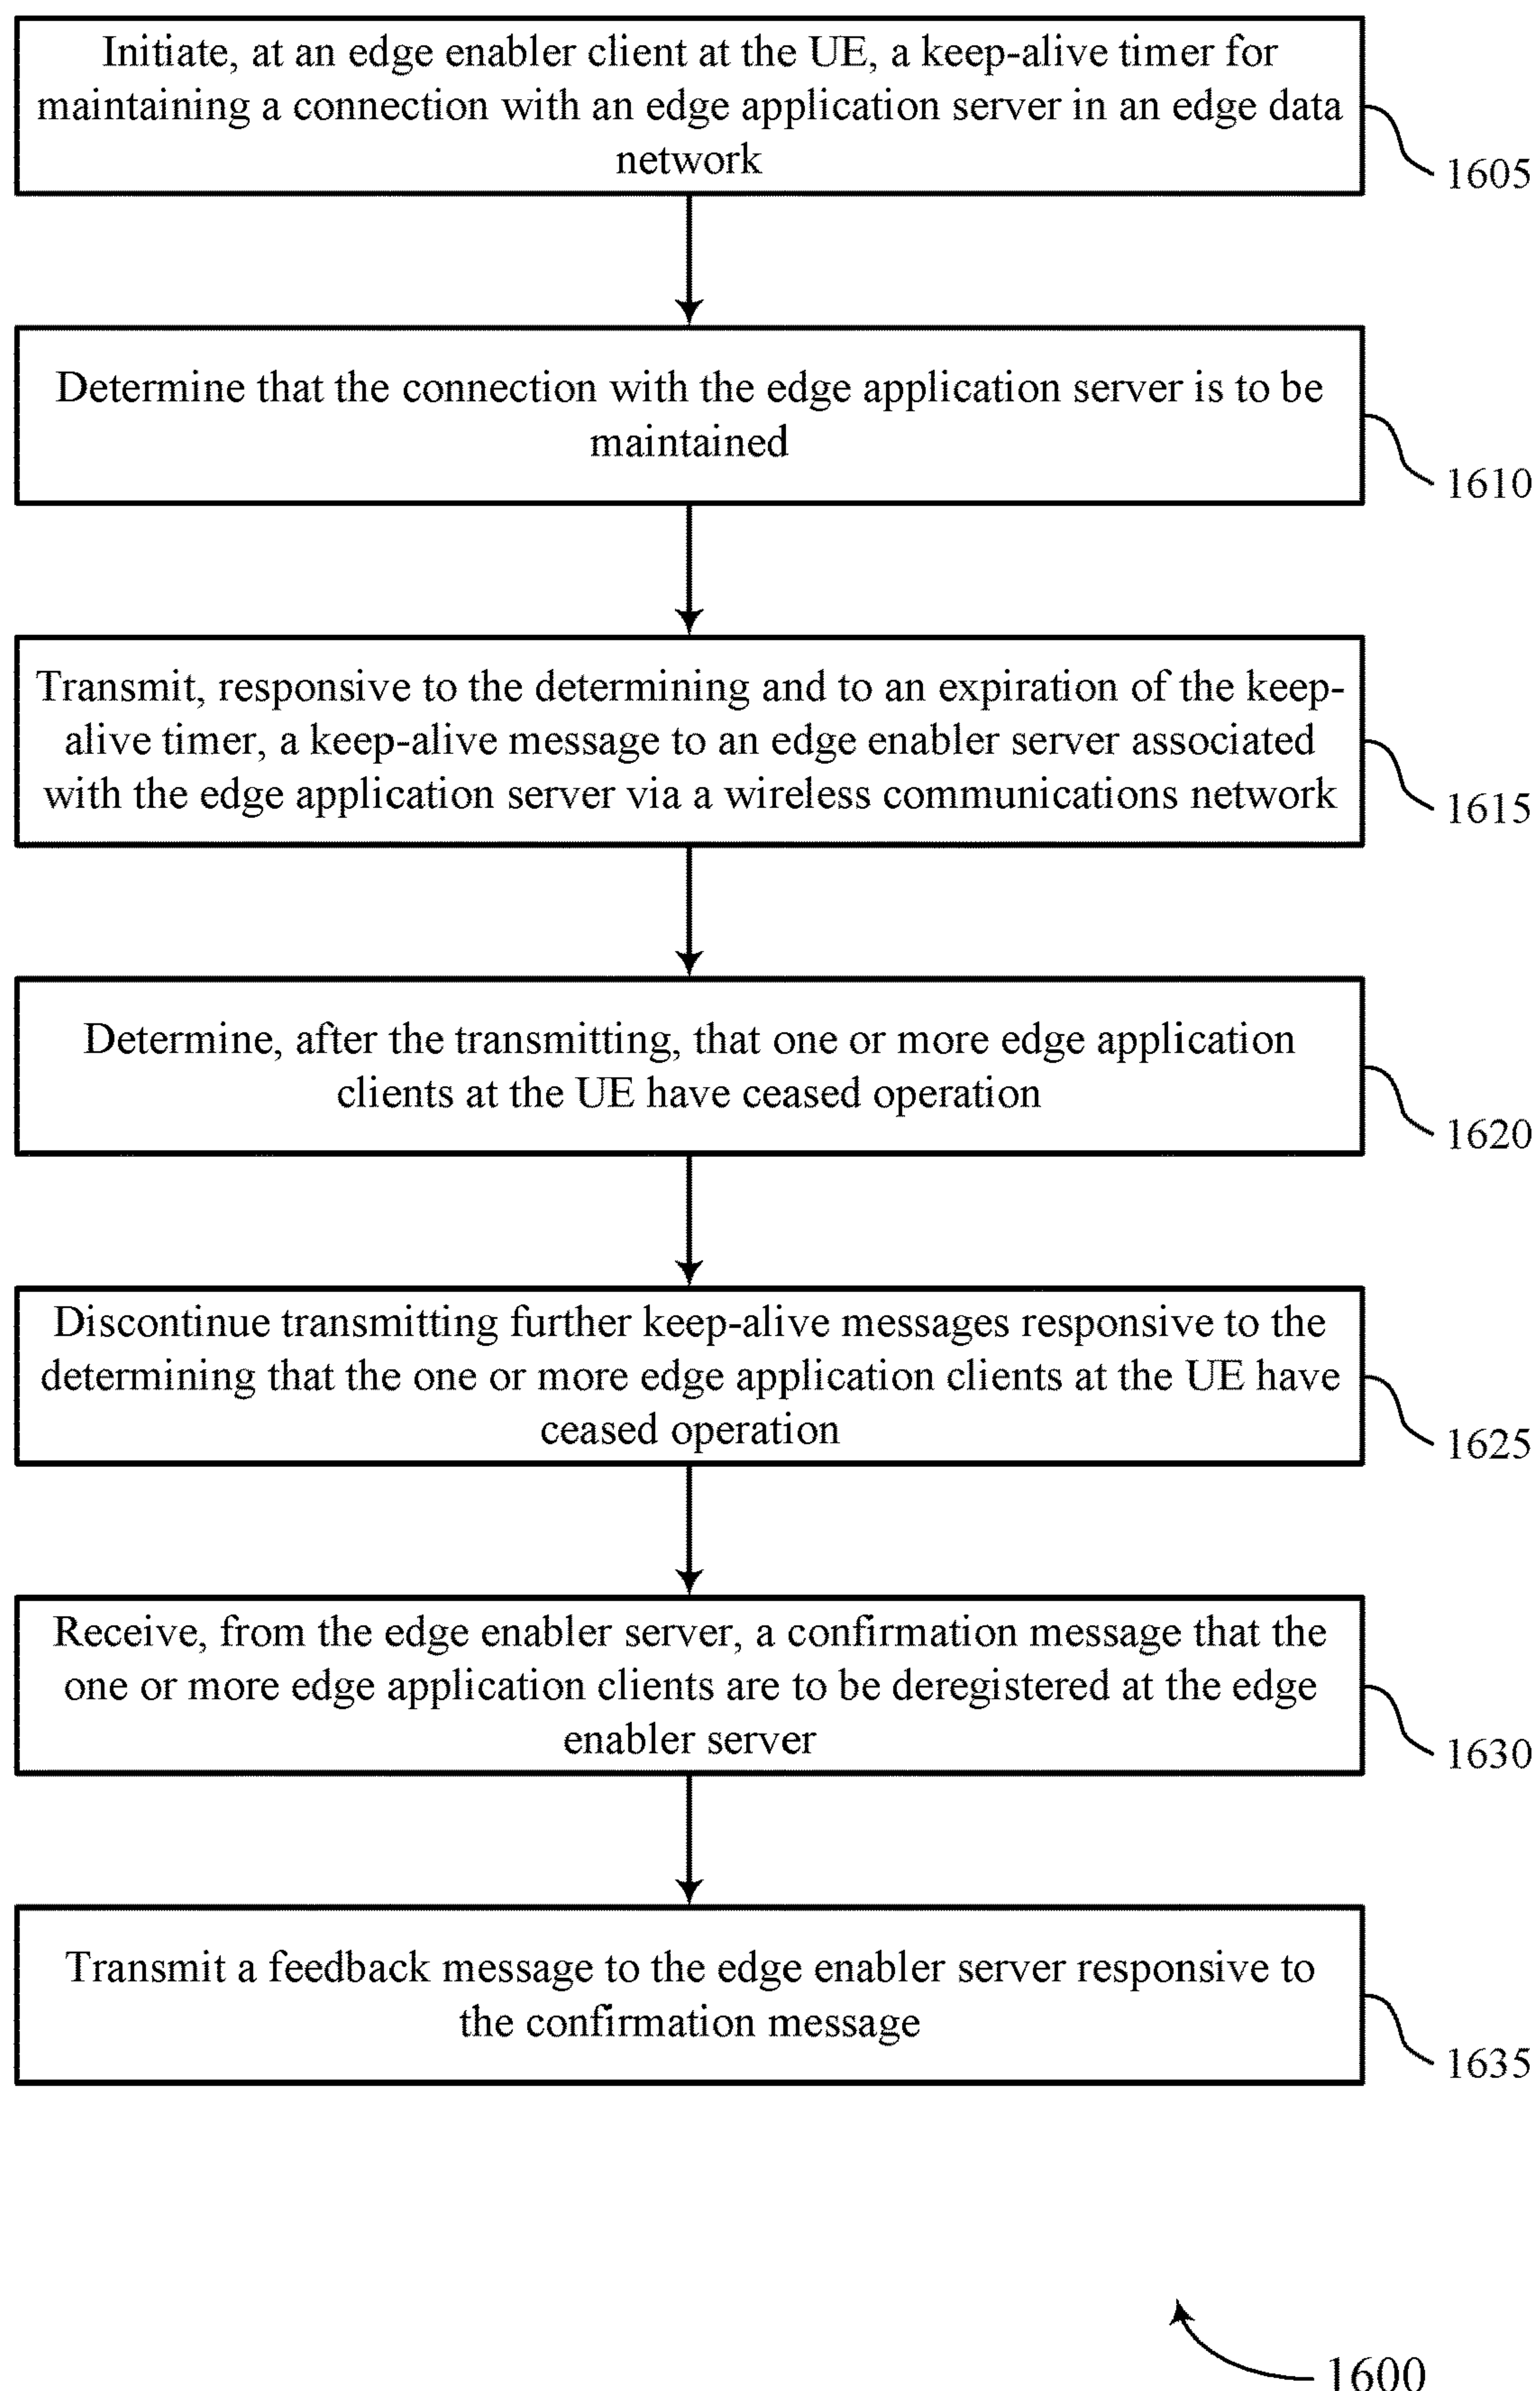 Initiate, at an edge enabler client at the UE, a keep-alive timer for
maintaining a connection with an edge application server in an edge data
network
1605
Determine that the connection with the edge application server is to be
maintained
1610
Transmit, responsive to the determining and to an expiration of the keep-
alive timer, a keep-alive message to an edge enabler server associated
with the edge application server via a wireless communications network
1615
Determine, after the transmitting, that one or more edge application
clients at the UE have ceased operation
1620
Discontinue transmitting further keep-alive messages responsive to the
determining that the one or more edge application clients at the UE have
ceased operation
1625
Receive, from the edge enabler server, a confirmation message that the
one or more edge application clients are to be deregistered at the edge
enabler server
1630
Transmit a feedback message to the edge enabler server responsive to
the confirmation message
1635
1600